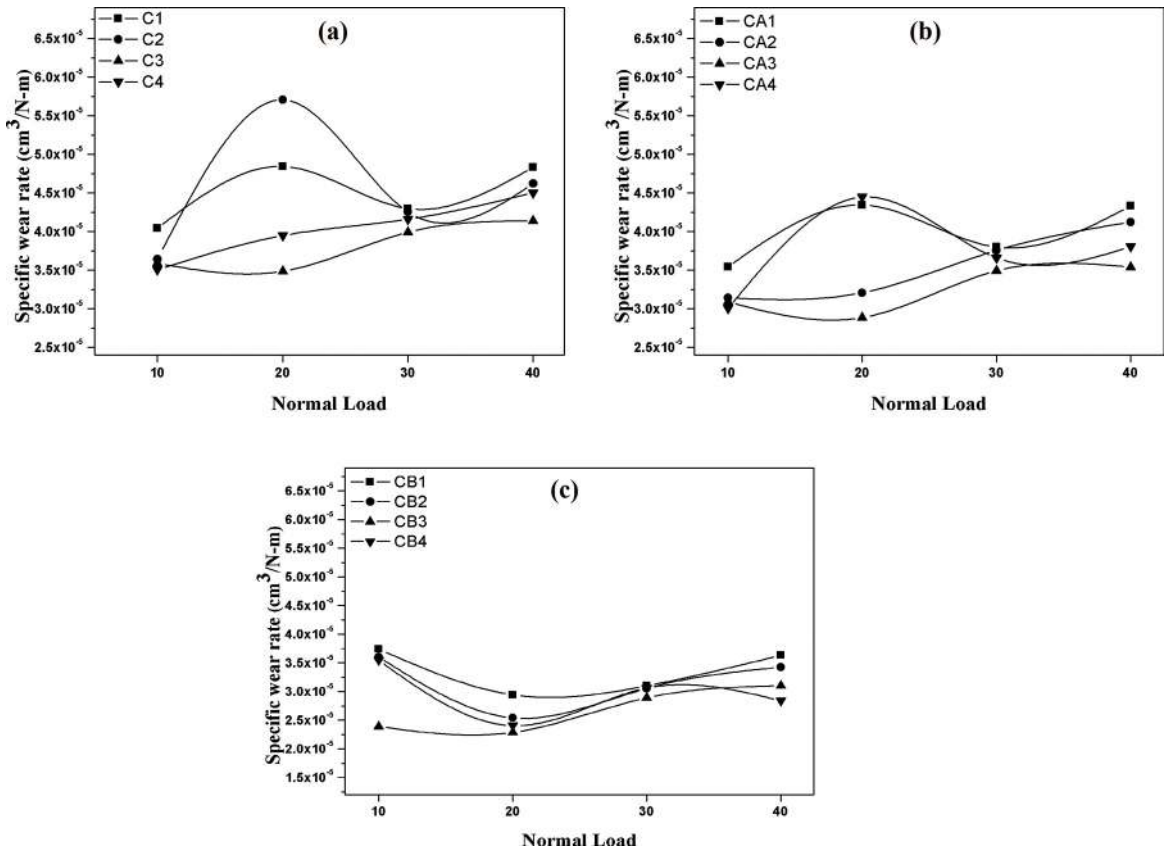 C1
C2
C3
C4
(a)
6.5x10⁻⁵
6.0x10⁻⁵
5.5x10⁻⁵
5.0x10⁻⁵
4.5x10⁻⁵
4.0x10⁻⁵
3.5x10⁻⁵
3.0x10⁻⁵
2.5x10⁻⁵
Specific wear rate (cm³/N-m)
10 20 30 40
Normal Load
CA1
CA2
CA3
CA4
(b)
6.5x10⁻⁵
6.0x10⁻⁵
5.5x10⁻⁵
5.0x10⁻⁵
4.5x10⁻⁵
4.0x10⁻⁵
3.5x10⁻⁵
3.0x10⁻⁵
2.5x10⁻⁵
Specific wear rate (cm³/N-m)
10 20 30 40
Normal Load
CB1
CB2
CB3
CB4
(c)
6.5x10⁻⁵
6.0x10⁻⁵
5.5x10⁻⁵
5.0x10⁻⁵
4.5x10⁻⁵
4.0x10⁻⁵
3.5x10⁻⁵
3.0x10⁻⁵
2.5x10⁻⁵
2.0x10⁻⁵
1.5x10⁻⁵
Specific wear rate (cm³/N-m)
10 20 30 40
Normal Load